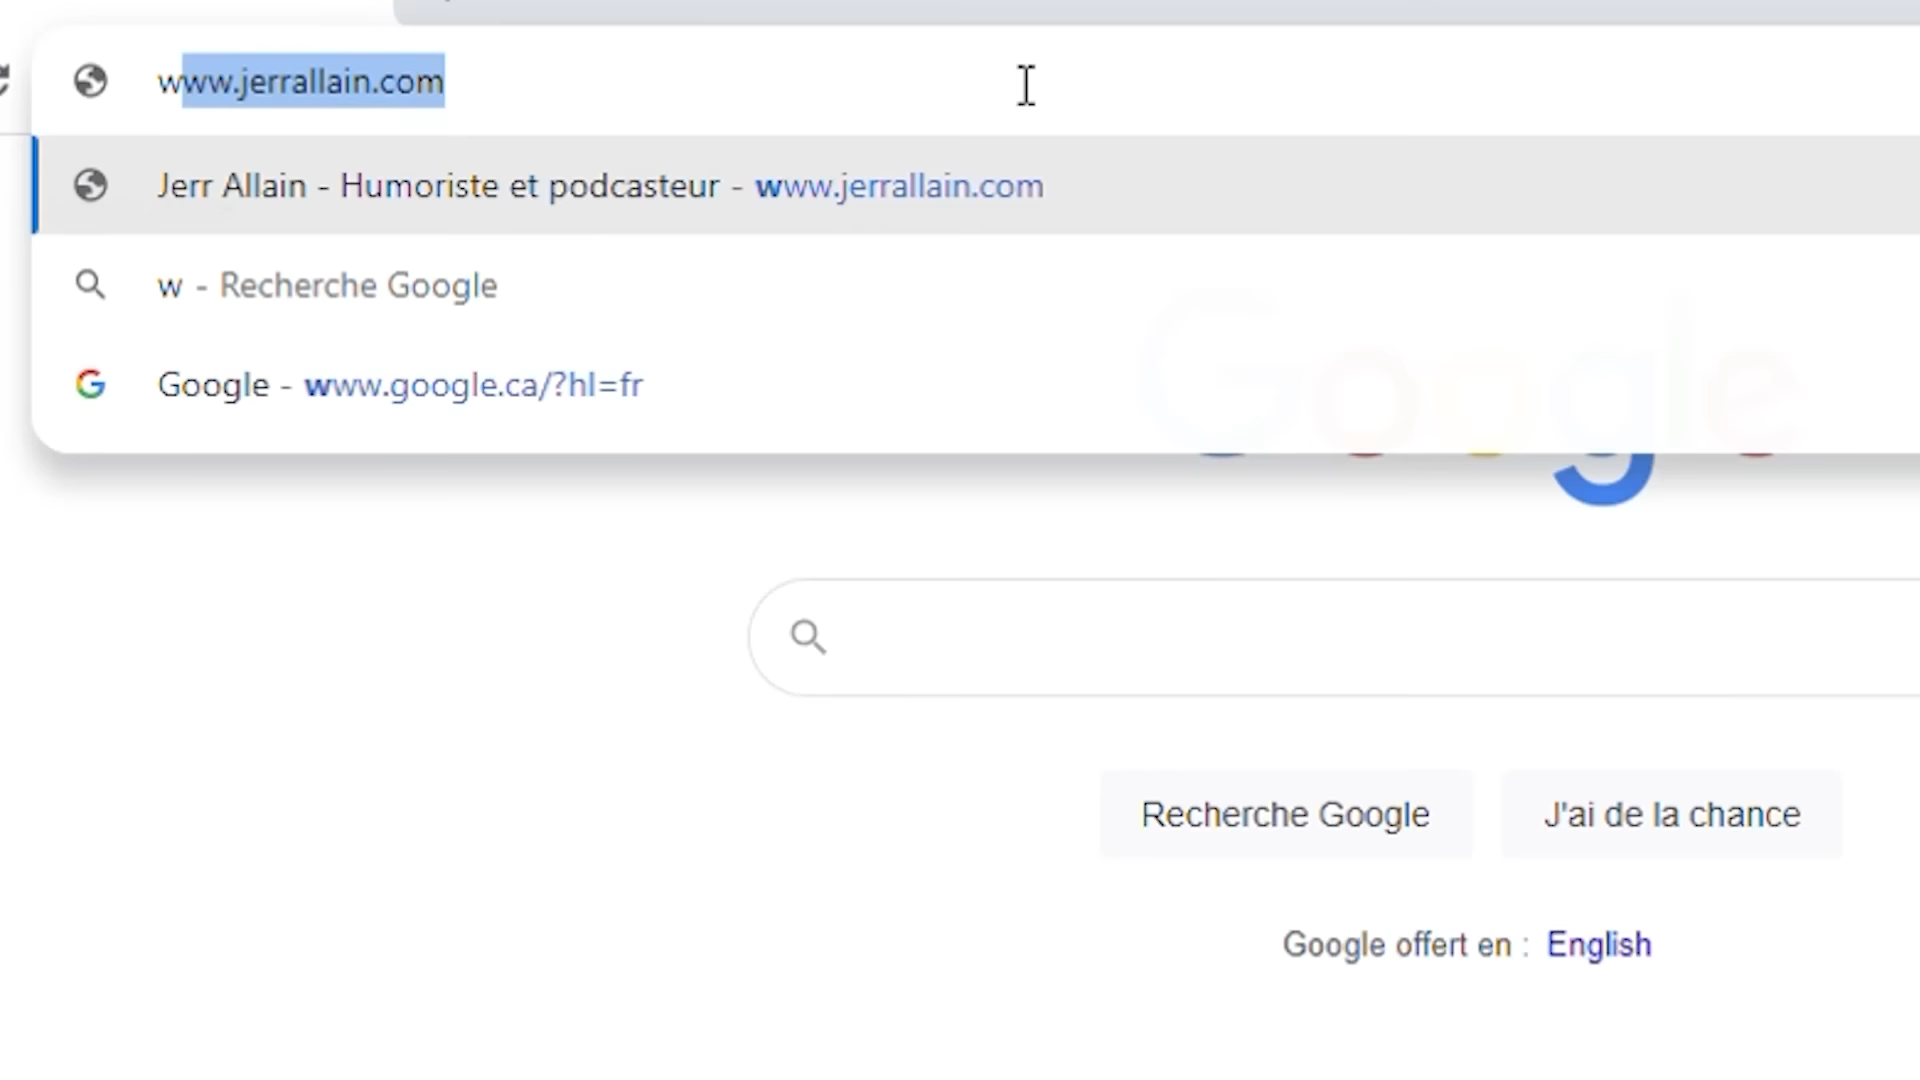 www.jerrallain.com
Jerr Allain - Humoriste et podcasteur - www.jerrallain.com
w - Recherche Google
Google - www.google.ca/?hl=fr
Google
Recherche Google
J'ai de la chance
Google offert en : English